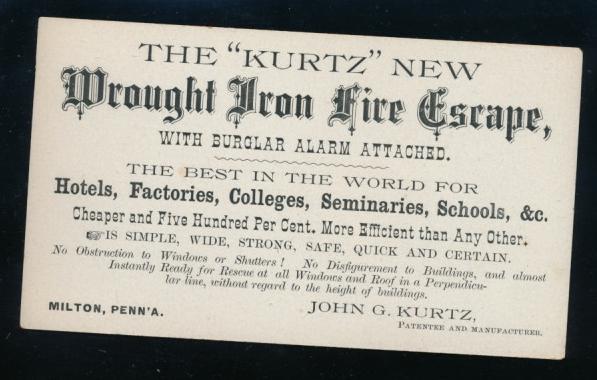 THE "KURTZ" NEW
Wrought Iron Fire Escape,
WITH BURGLAR ALARM ATTACHED.
THE BEST IN THE WORLD FOR
Hotels, Factories, Colleges, Seminaries, Schools, &c.
Cheaper and Five Hundred Per Cent. More Efficient than Any Other.
☞IS SIMPLE, WIDE, STRONG, SAFE, QUICK AND CERTAIN.
No Obstruction to Windows or Shutters! No Disfigurement to Buildings, and almost
Instantly Ready for Rescue at all Windows and Roof in a Perpendicu-
lar line, without regard to the height of buildings.
JOHN G. KURTZ,
MILTON, PENN'A.
PATENTEE AND MANUFACTURER.